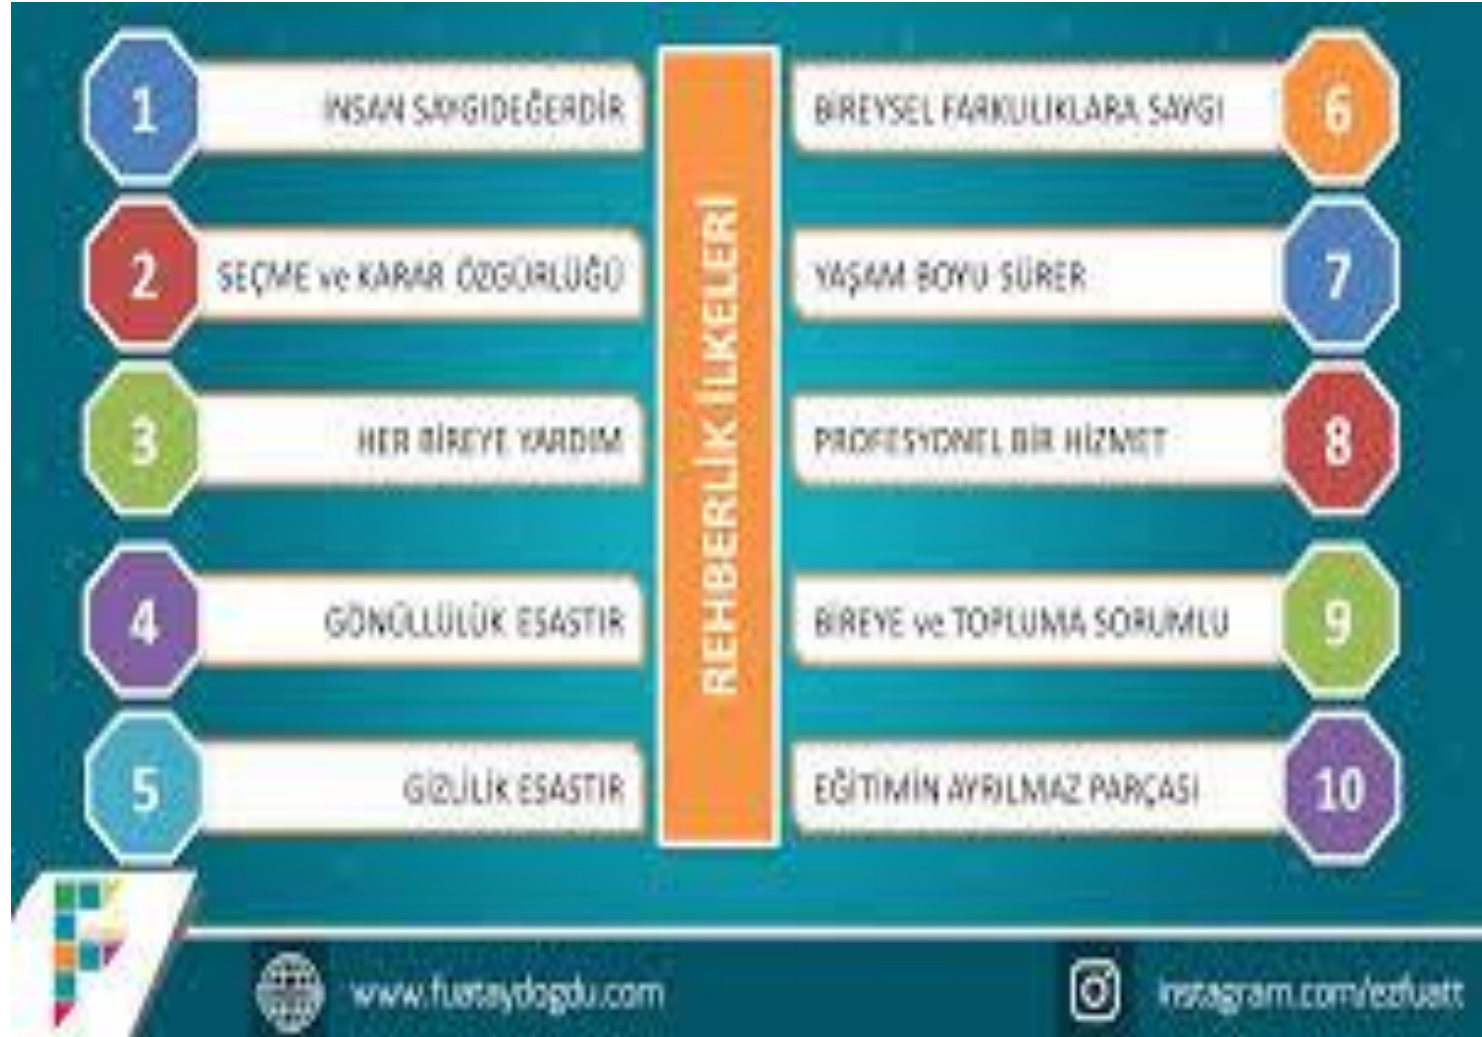 1
İNSAN SAYGIDEĞERDİR
2
SEÇME ve KARAR ÖZGÜRLÜĞÜ
3
HER BİREYE YARDIM
4
GÖNÜLLÜLÜK ESASTIR
5
GİZLİLİK ESASTIR
REHBERLİK İLKELERİ
BİREYSEL FARKLILIKLARA SAYGI
6
YAŞAM BOYU SÜRER
7
PROFESYONEL BİR HİZMET
8
BİREYE ve TOPLUMA SORUMLU
9
EĞİTİMİN AYRILMAZ PARÇASI
10
www.fuataydogdu.com
instagram.com/ezfuatt